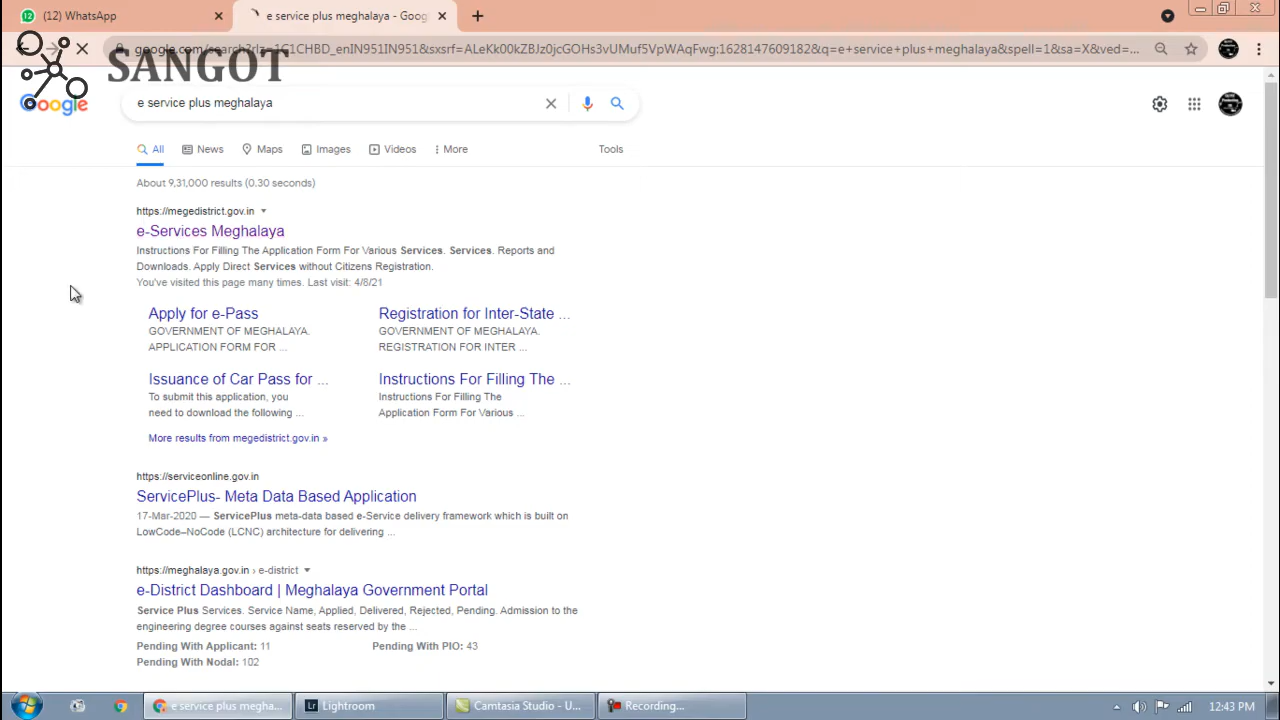 (12) WhatsApp
e service plus meghalaya - Goog
google.com/search?rlz=1C1CHBD_enIN951IN951&sxsrf=ALeKk00kZBJz0jcGOHs3vUMuf5VpWAqFwg:1628147609182&q=e+service+plus+meghalaya&spell=1&sa=X&ved=...
SANGOT
Google
e service plus meghalaya
All
News
Maps
Images
Videos
More
Tools
About 9,31,000 results (0.30 seconds)
https://megedistrict.gov.in
e-Services Meghalaya
Instructions For Filling The Application Form For Various Services. Services. Reports and
Downloads. Apply Direct Services without Citizens Registration.
You've visited this page many times. Last visit: 4/8/21
Apply for e-Pass
GOVERNMENT OF MEGHALAYA.
APPLICATION FORM FOR ...
Registration for Inter-State ...
GOVERNMENT OF MEGHALAYA.
REGISTRATION FOR INTER ...
Issuance of Car Pass for ...
To submit this application, you
need to download the following ...
Instructions For Filling The ...
Instructions For Filling The
Application Form For Various ...
More results from megedistrict.gov.in »
https://serviceonline.gov.in
ServicePlus- Meta Data Based Application
17-Mar-2020 — ServicePlus meta-data based e-Service delivery framework which is built on
LowCode–NoCode (LCNC) architecture for delivering ...
https://meghalaya.gov.in › e-district
e-District Dashboard | Meghalaya Government Portal
Service Plus Services. Service Name, Applied, Delivered, Rejected, Pending. Admission to the
engineering degree courses against seats reserved by the ...
Pending With Applicant: 11
Pending With PIO: 43
Pending With Nodal: 102
e service plus megha...
Lr Lightroom
Camtasia Studio - U...
Recording...
12:43 PM